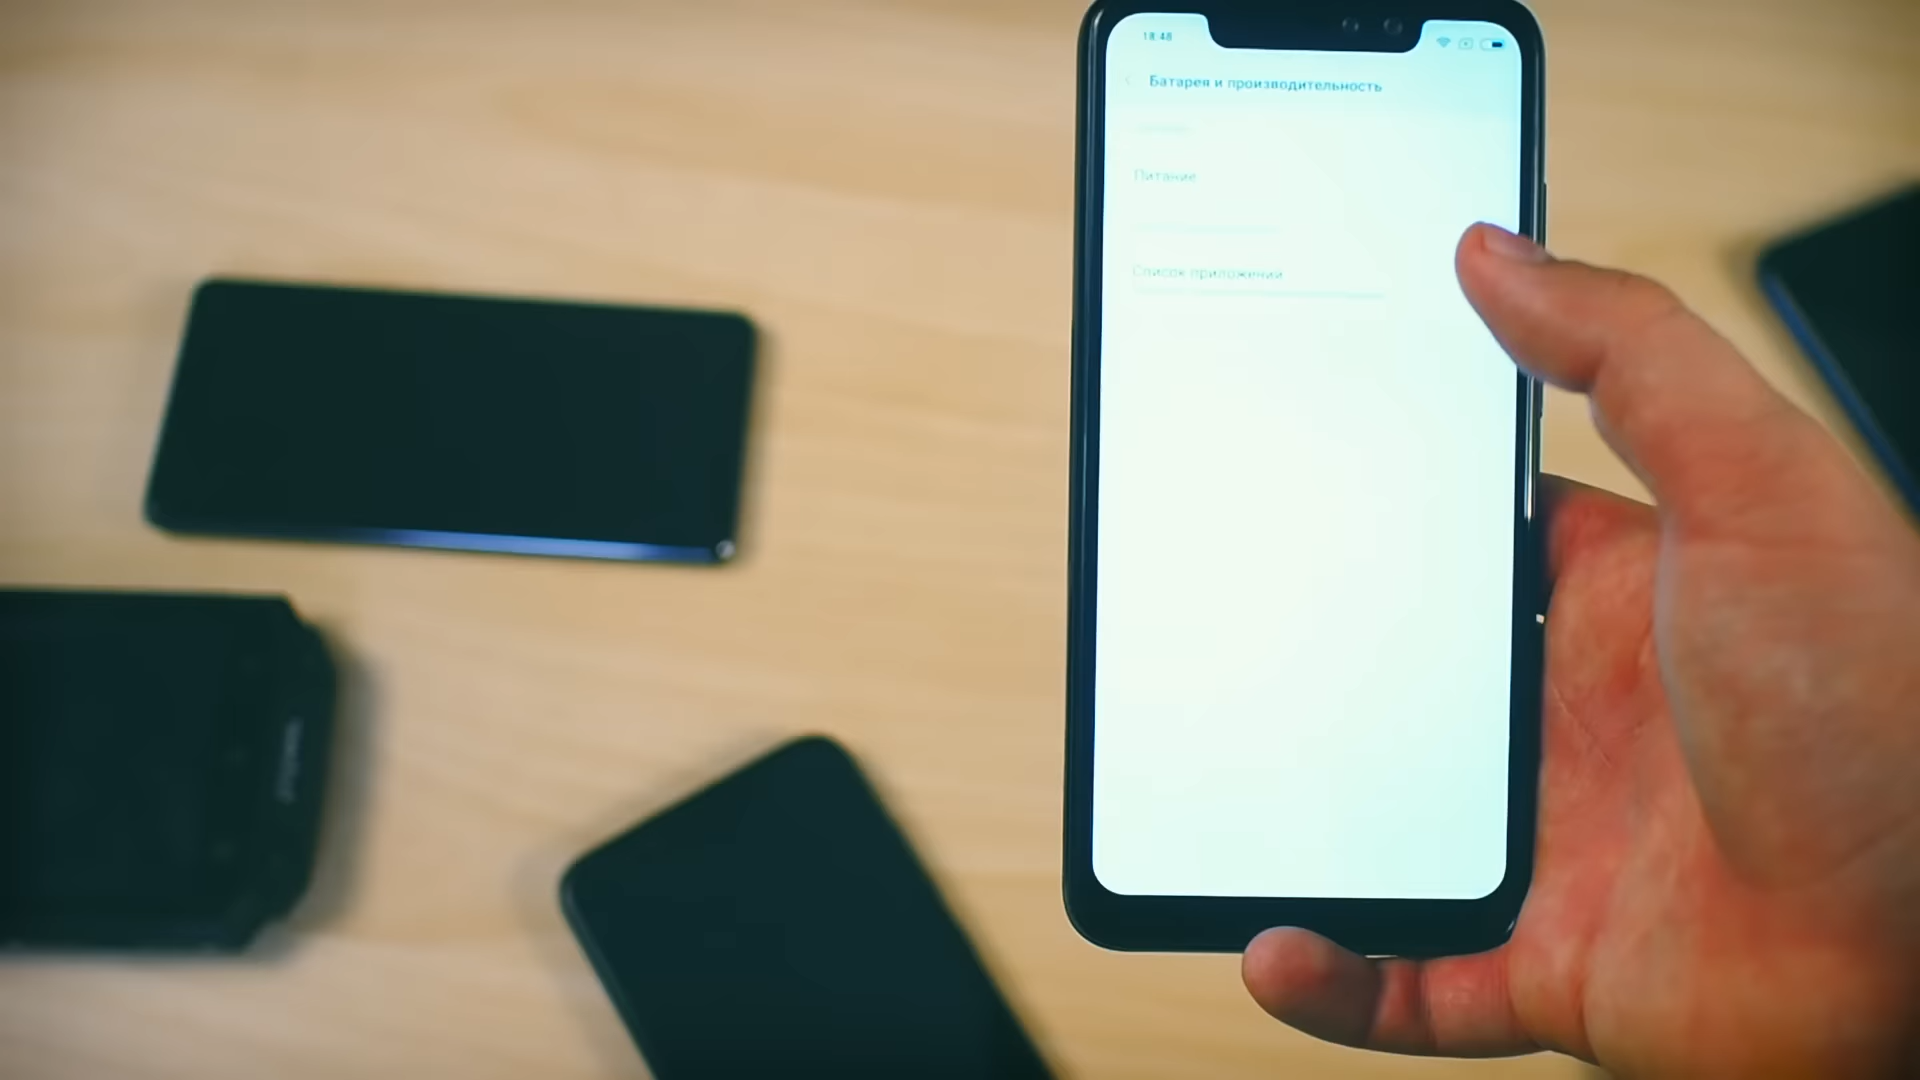 18:48
Батарея и производительность
Питание
Список приложений